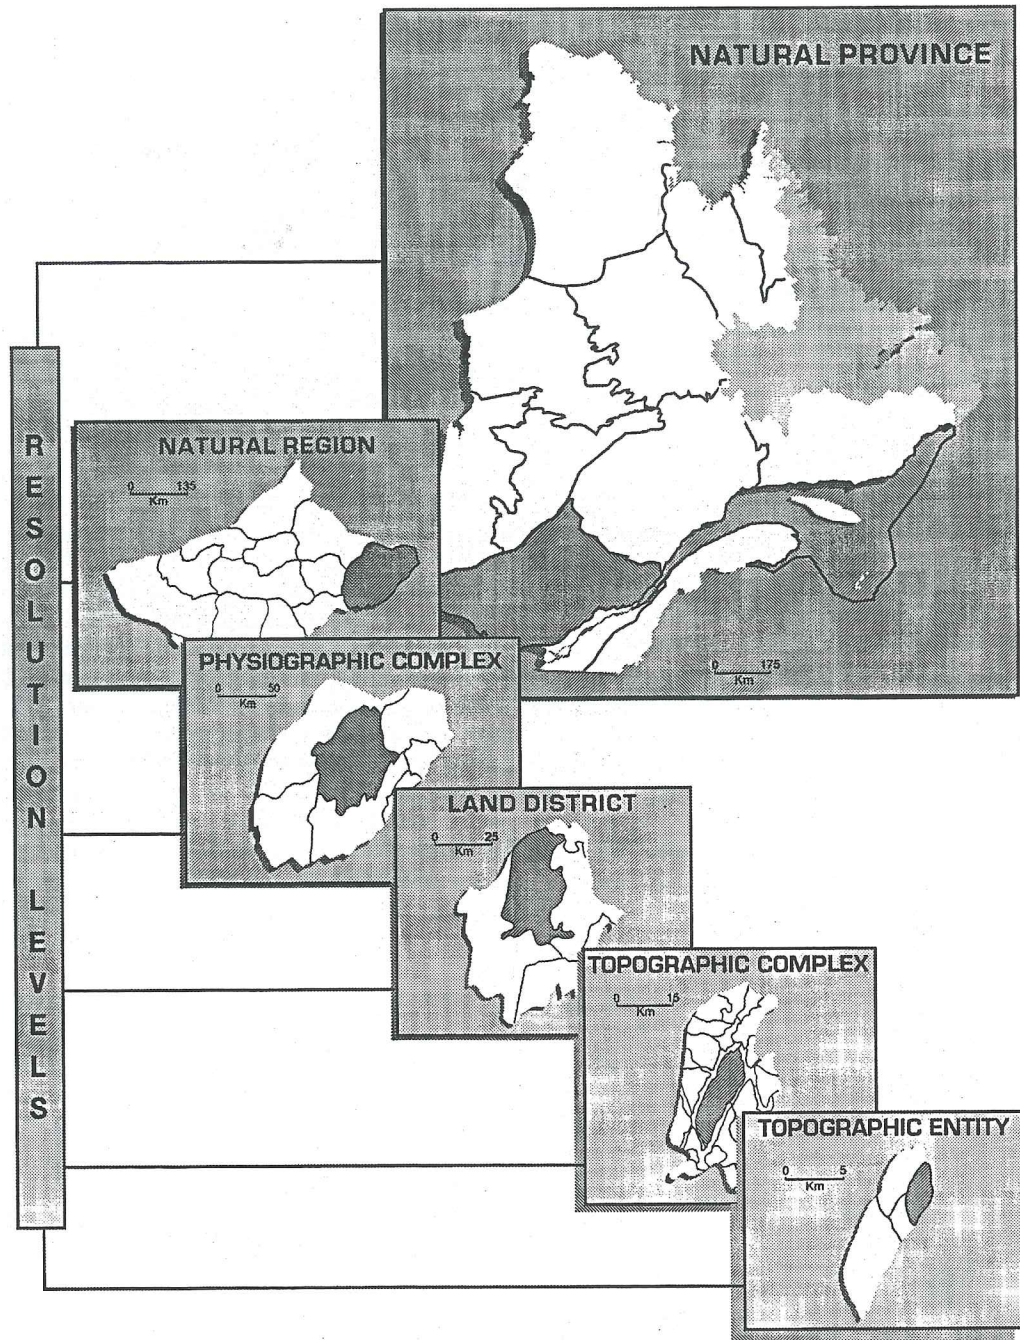 NATURAL PROVINCE
0 175
Km
RESOLUTION LEVELS
NATURAL REGION
0 135
Km
PHYSIOGRAPHIC COMPLEX
0 50
Km
LAND DISTRICT
0 25
Km
TOPOGRAPHIC COMPLEX
0 15
Km
TOPOGRAPHIC ENTITY
0 5
Km